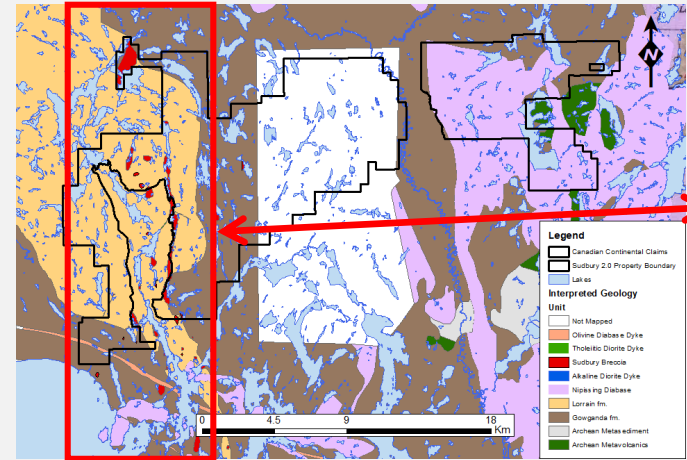 N
Legend
Canadian Continental Claims
Sudbury 2.0 Property Boundary
Lakes
Interpreted Geology
Unit
Not Mapped
Olivine Diabase Dyke
Tholeiitic Diorite Dyke
Sudbury Breccia
Alkaline Diorite Dyke
Nipissing Diabase
Lorrain fm.
Gowganda fm.
Archean Metasediment
Archean Metavolcanics
0 4.5 9 18
Km